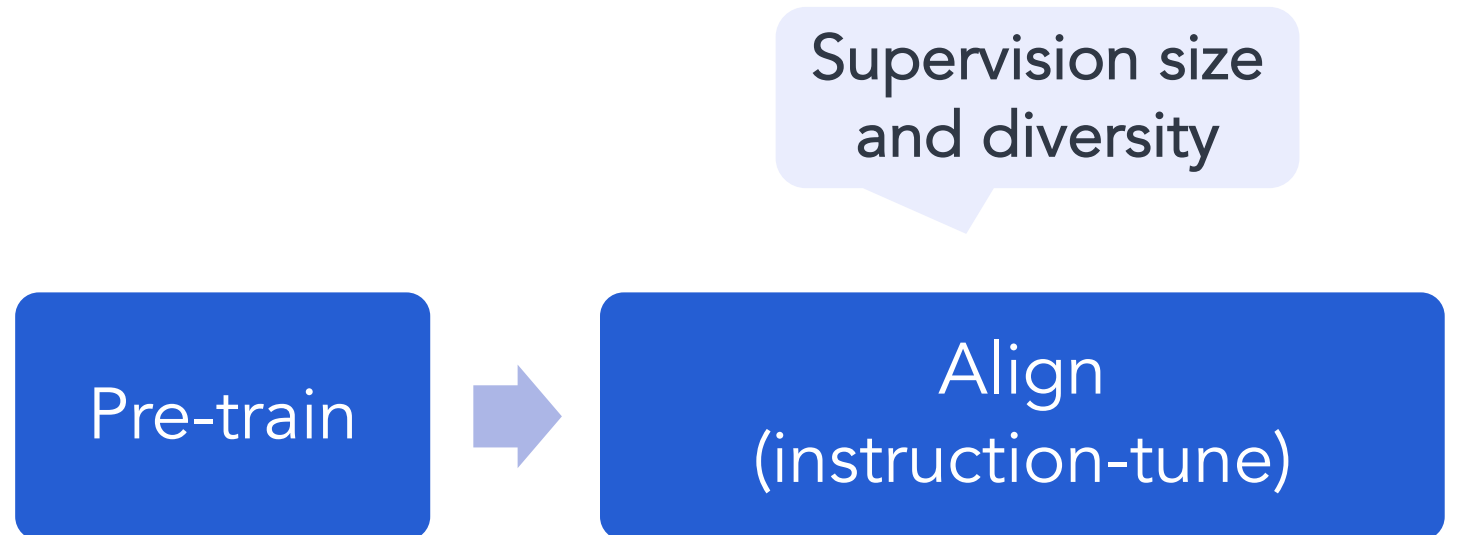 Supervision size
and diversity
Pre-train
Align
(instruction-tune)